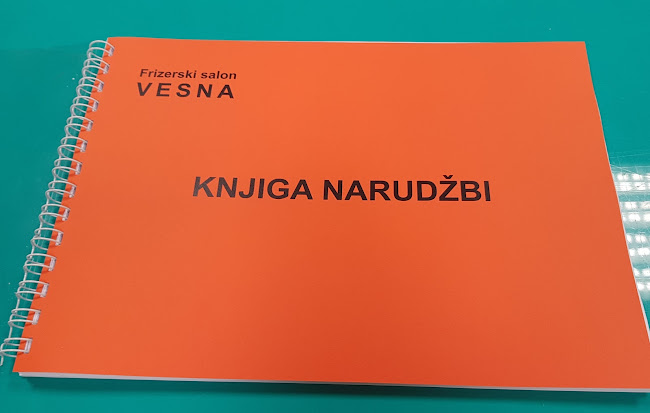 Frizerski salon
VESNA
KNJIGA NARUDŽBI